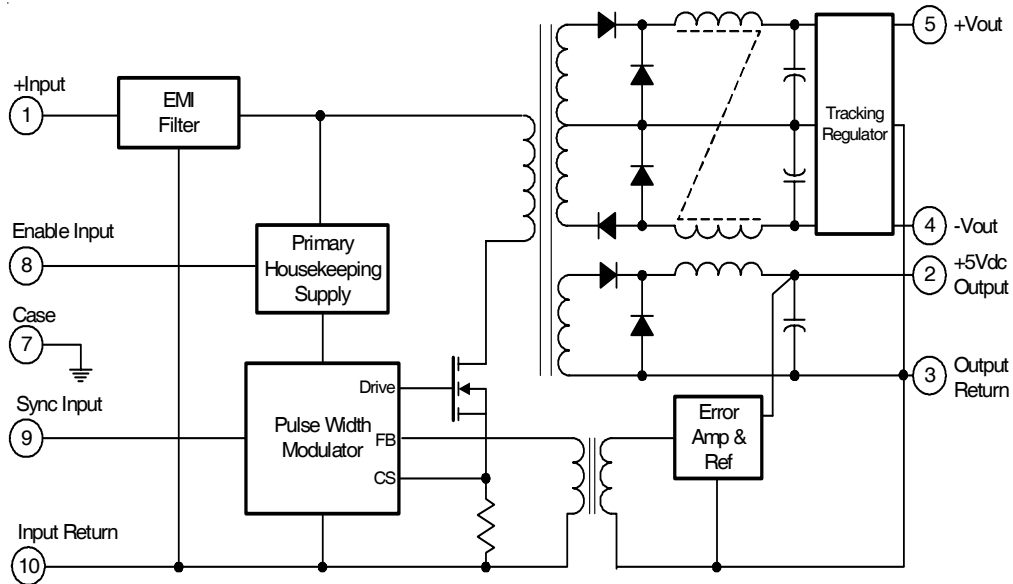 +Input
1
EMI
Filter
5
+Vout
Tracking
Regulator
Enable Input
8
Primary
Housekeeping
Supply
4
-Vout
2
+5Vdc
Output
Case
7
Drive
3
Output
Return
Sync Input
9
Pulse Width
Modulator
FB
CS
Error
Amp &
Ref
Input Return
10